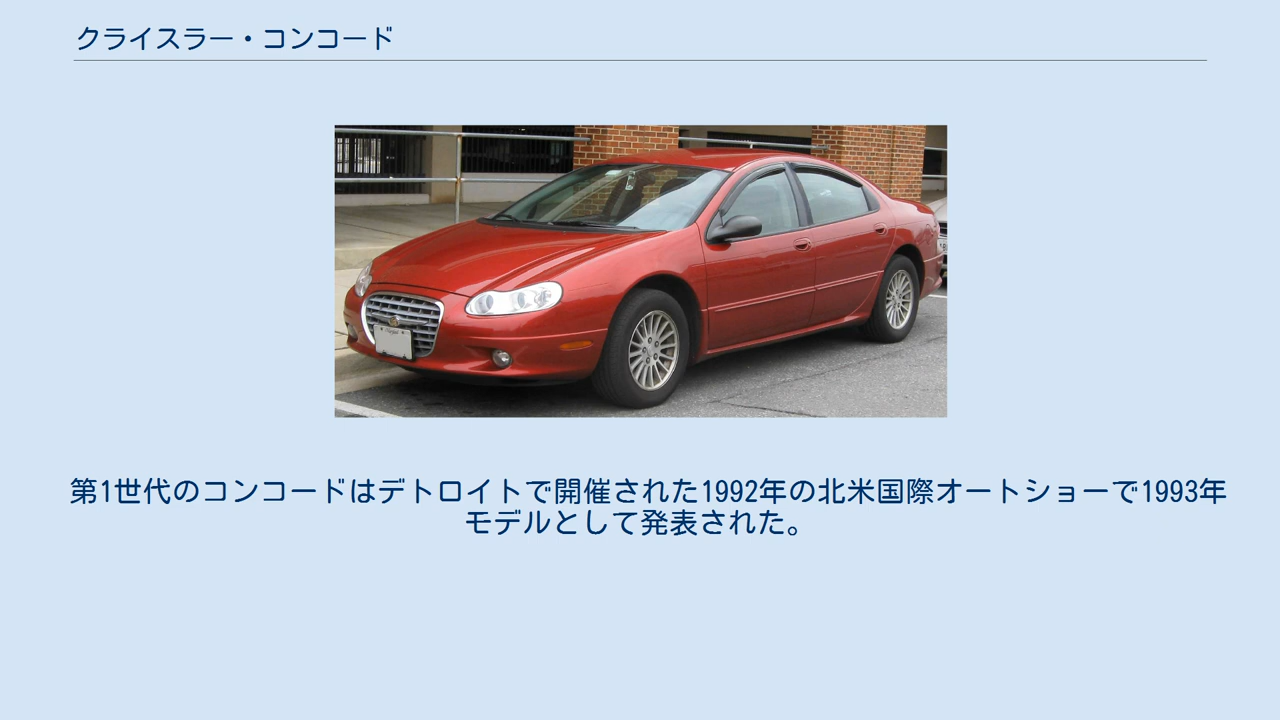 クライスラー・コンコード
第1世代のコンコードはデトロイトで開催された1992年の北米国際オートショーで1993年
モデルとして発表された。